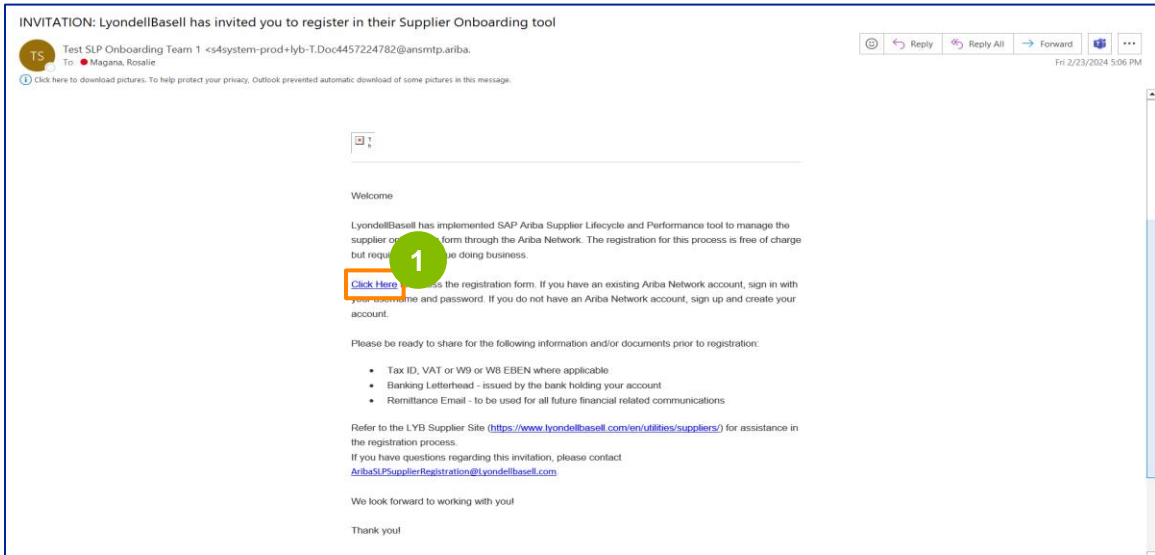 INVITATION: LyondellBasell has invited you to register in their Supplier Onboarding tool
TS
Test SLP Onboarding Team 1 <s4system-prod+lyb-T.Doc4457224782@ansmtp.ariba.
To Magana, Rosalie
Reply
Reply All
Forward
Fri 2/23/2024 5:06 PM
Click here to download pictures. To help protect your privacy, Outlook prevented automatic download of some pictures in this message.
Welcome
LyondellBasell has implemented SAP Ariba Supplier Lifecycle and Performance tool to manage the
supplier form through the Ariba Network. The registration for this process is free of charge
but doing business.
1
Click Here the registration form. If you have an existing Ariba Network account, sign in with
your username and password. If you do not have an Ariba Network account, sign up and create your
account.
Please be ready to share for the following information and/or documents prior to registration:
• Tax ID, VAT or W9 or W8 EBEN where applicable
• Banking Letterhead - issued by the bank holding your account
• Remittance Email - to be used for all future financial related communications
Refer to the LYB Supplier Site (https://www.lyondellbasell.com/en/utilities/suppliers/) for assistance in
the registration process.
If you have questions regarding this invitation, please contact
AribaSLPSupplierRegistration@Lyondellbasell.com.
We look forward to working with you!
Thank you!